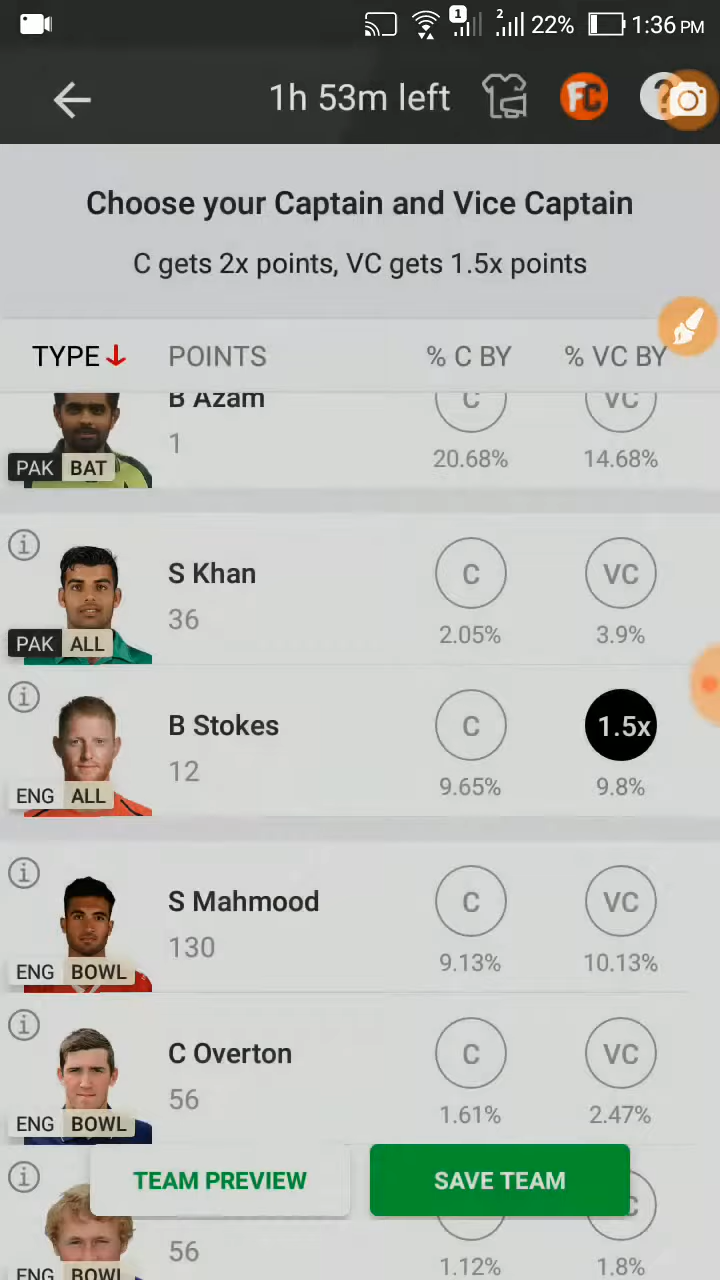 1 2 22% 1:36 PM
1h 53m left FC ?
Choose your Captain and Vice Captain
C gets 2x points, VC gets 1.5x points
TYPE POINTS % C BY % VC BY
B Azam C VC
1
PAK BAT 20.68% 14.68%
S Khan C VC
36
PAK ALL 2.05% 3.9%
B Stokes C 1.5x
12
ENG ALL 9.65% 9.8%
S Mahmood C VC
130
ENG BOWL 9.13% 10.13%
C Overton C VC
56
ENG BOWL 1.61% 2.47%
TEAM PREVIEW SAVE TEAM
56
ENG BOWL 1.12% 1.8%